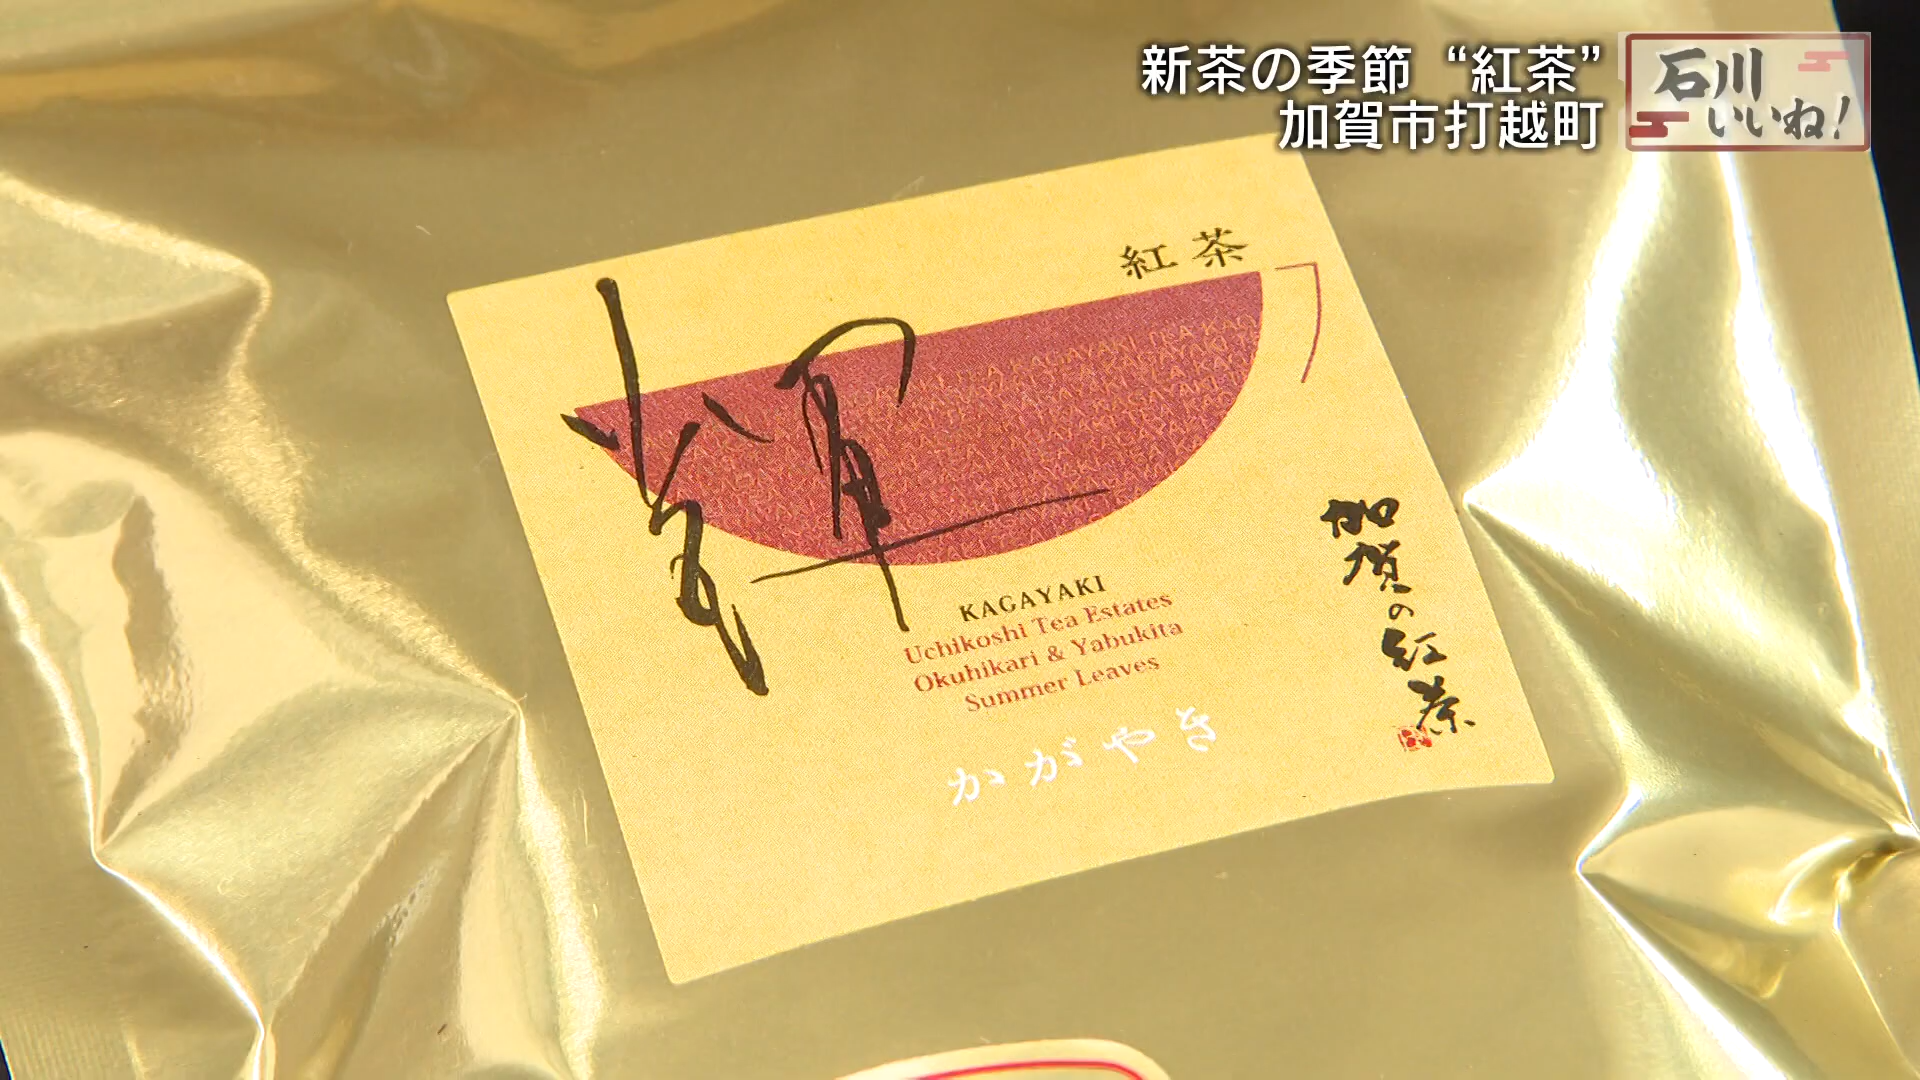 新茶の季節 “紅茶”
加賀市打越町
石川
いいね!
紅茶
輝
KAGAYAKI
Uchikoshi Tea Estates
Okuhikari & Yabukita
Summer Leaves
かがやき
加賀の紅茶